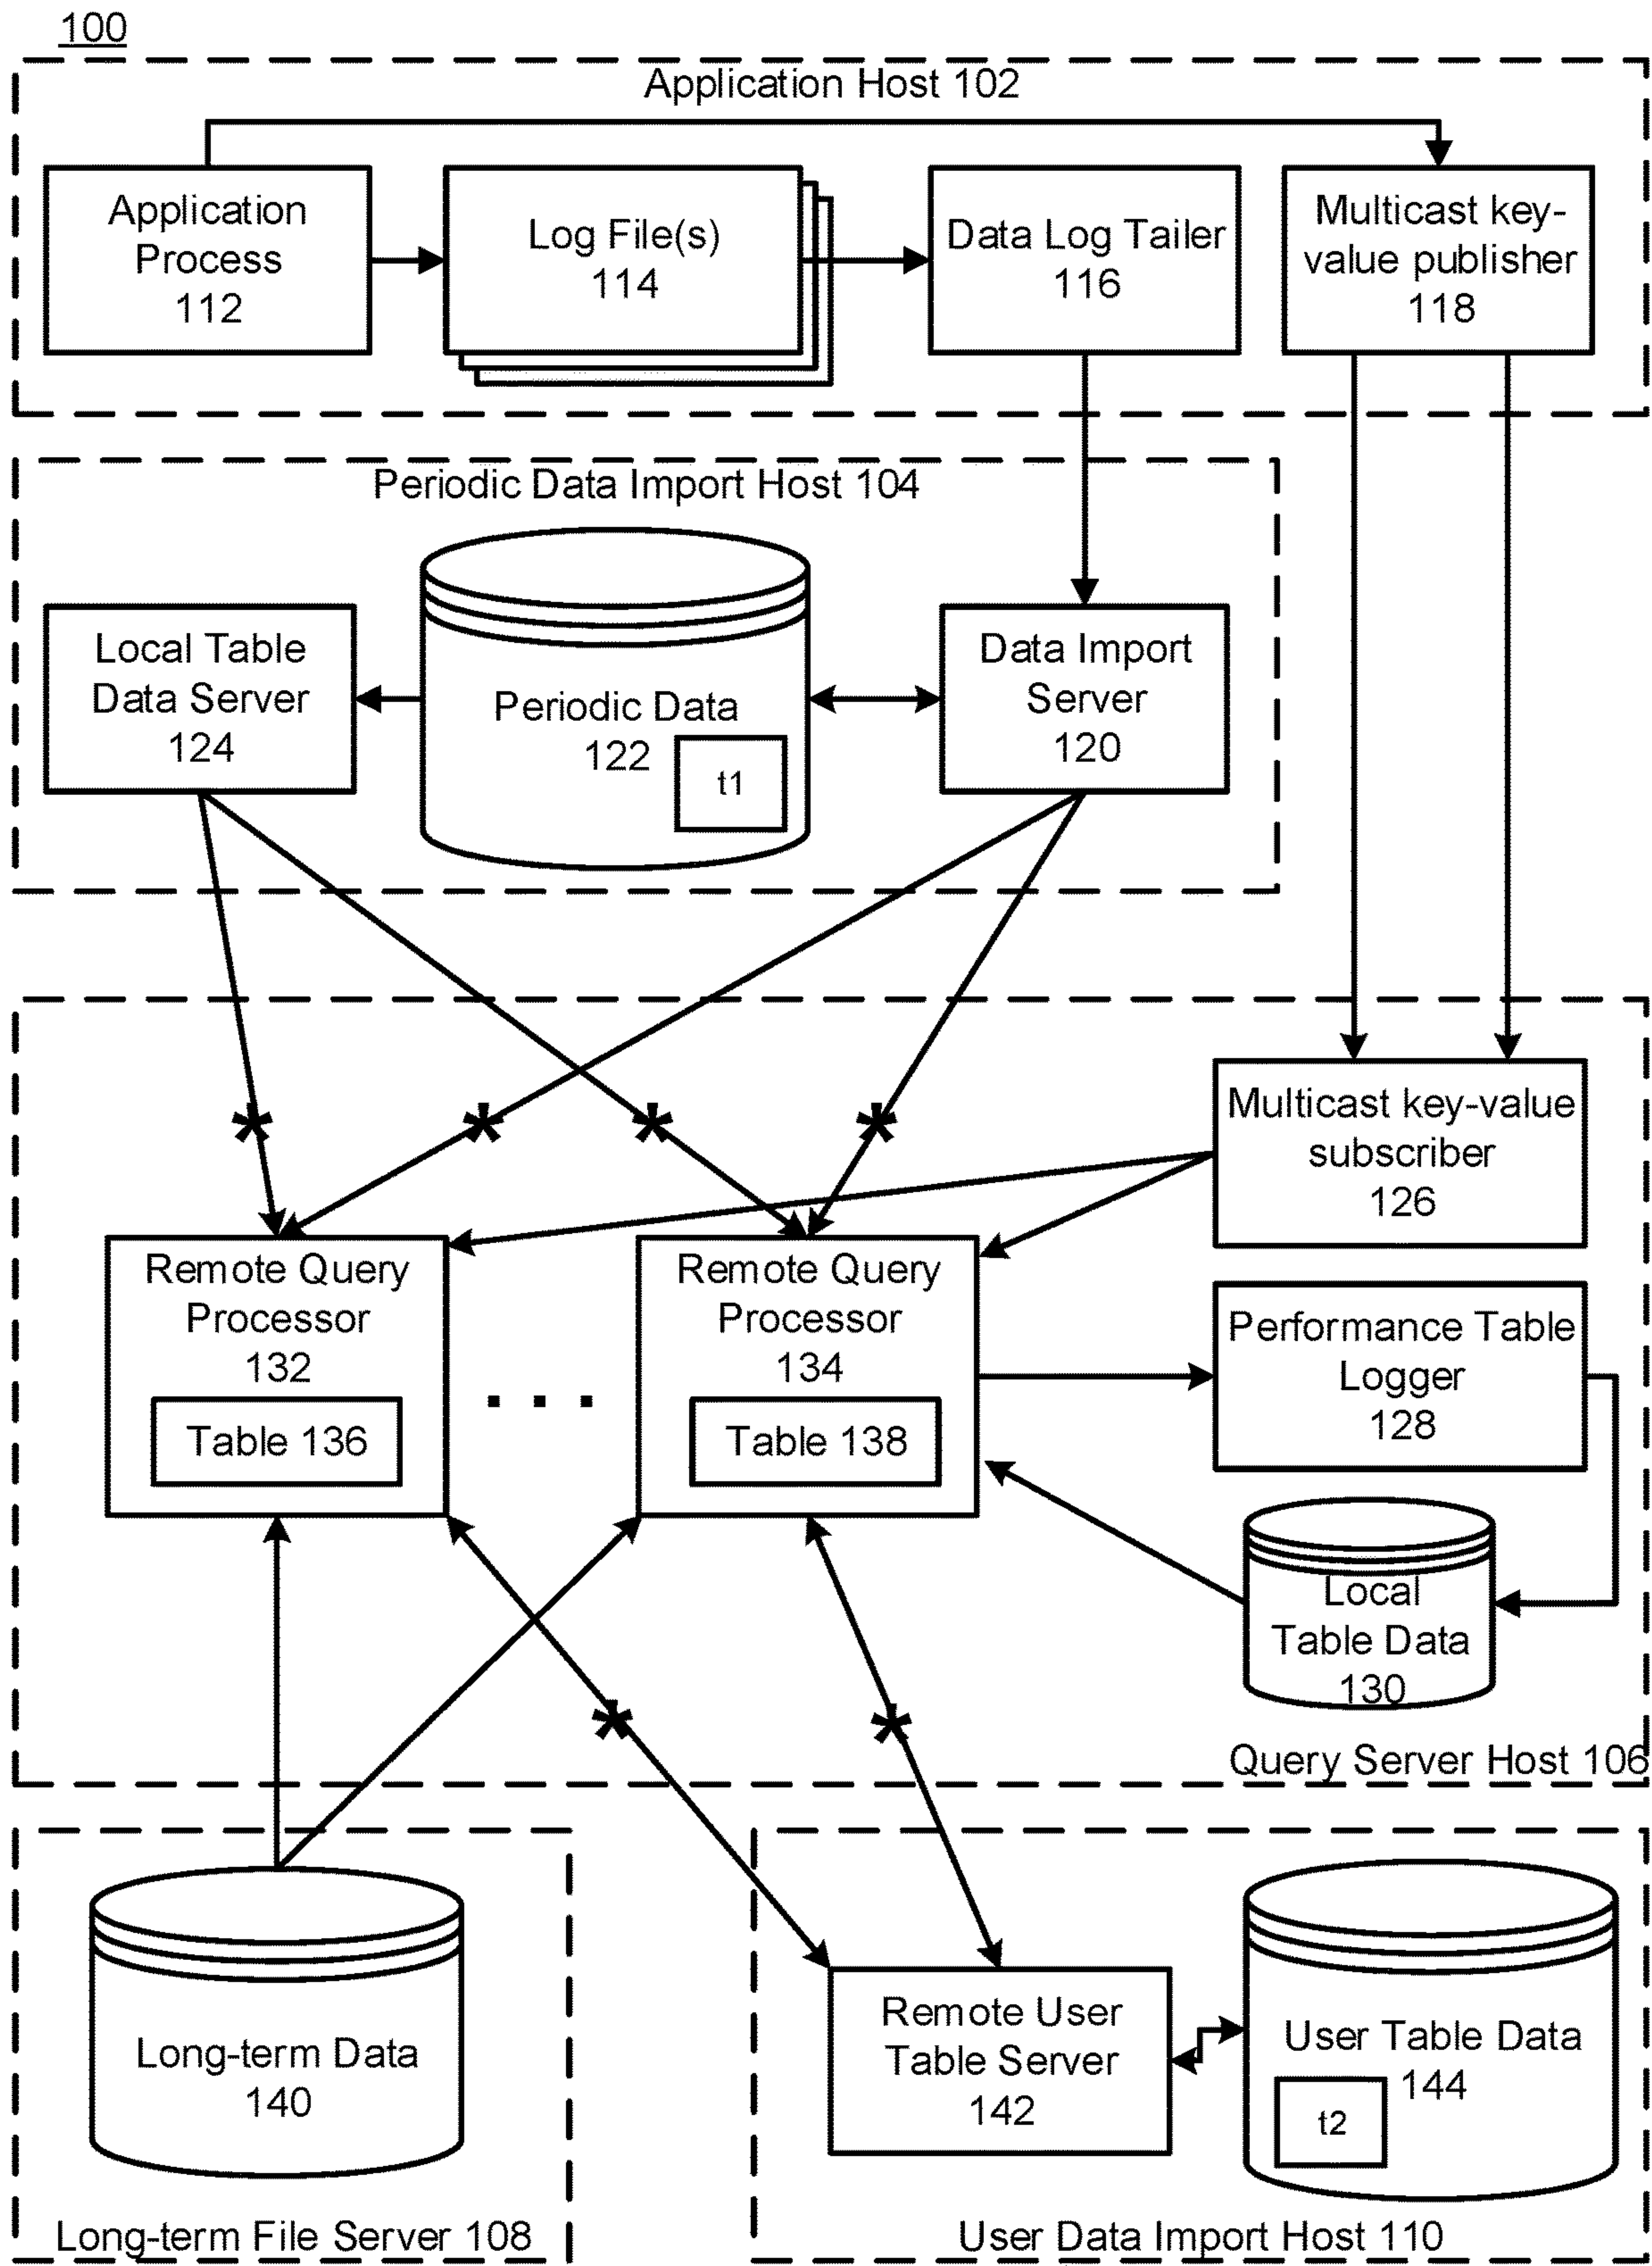 100
Application Host 102
Application
Process
112
Log File(s)
114
Data Log Tailer
116
Multicast key-
value publisher
118
Periodic Data Import Host 104
Local Table
Data Server
124
Periodic Data
122
t1
Data Import
Server
120
*
*
*
*
Multicast key-value
subscriber
126
Remote Query
Processor
132
Table 136
. . .
Remote Query
Processor
134
Table 138
Performance Table
Logger
128
Local
Table Data
130
*
*
Query Server Host 106
Long-term Data
140
Long-term File Server 108
Remote User
Table Server
142
User Table Data
144
t2
User Data Import Host 110